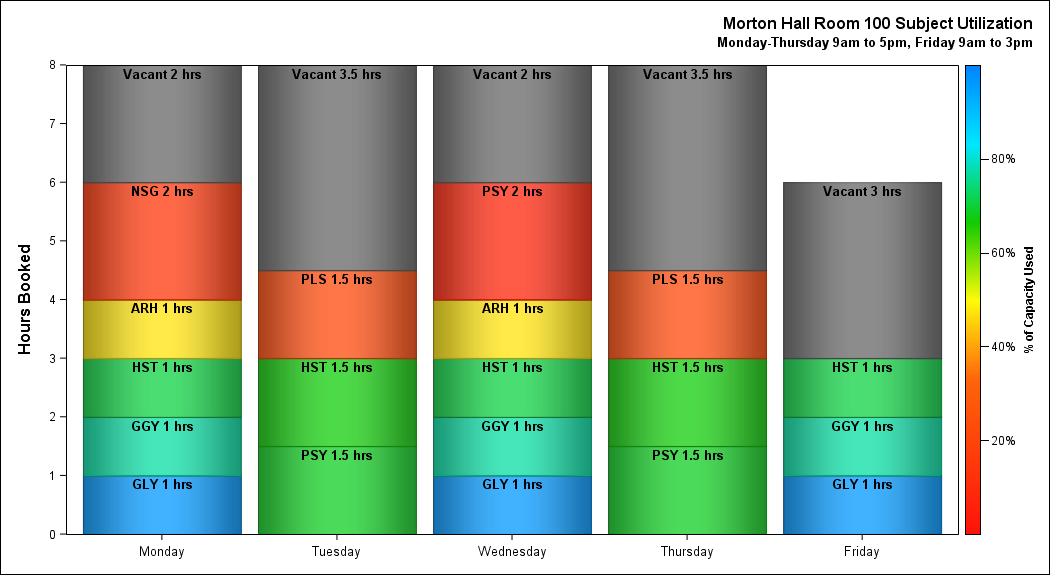 Morton Hall Room 100 Subject Utilization
Monday-Thursday 9am to 5pm, Friday 9am to 3pm
Hours Booked
8
7
6
5
4
3
2
1
0
Vacant 2 hrs
NSG 2 hrs
ARH 1 hrs
HST 1 hrs
GGY 1 hrs
GLY 1 hrs
Monday
Vacant 3.5 hrs
PLS 1.5 hrs
HST 1.5 hrs
PSY 1.5 hrs
Tuesday
Vacant 2 hrs
PSY 2 hrs
ARH 1 hrs
HST 1 hrs
GGY 1 hrs
GLY 1 hrs
Wednesday
Vacant 3.5 hrs
PLS 1.5 hrs
HST 1.5 hrs
PSY 1.5 hrs
Thursday
Vacant 3 hrs
HST 1 hrs
GGY 1 hrs
GLY 1 hrs
Friday
80%
60%
40%
20%
% of Capacity Used